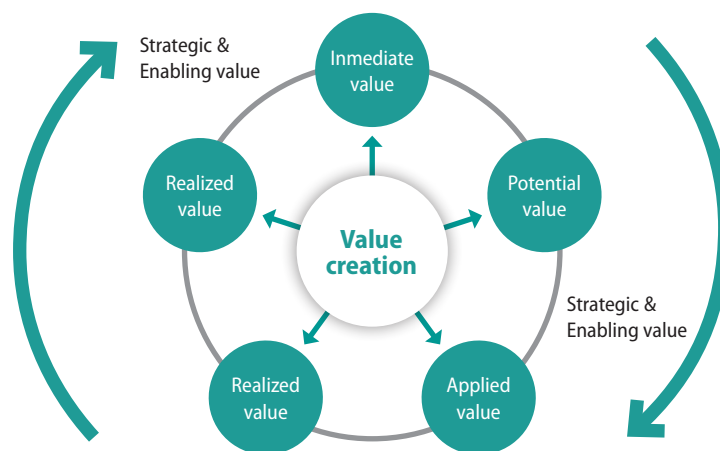 Strategic &
Enabling value
Inmediate
value
Realized
value
Potential
value
Value
creation
Strategic &
Enabling value
Realized
value
Applied
value